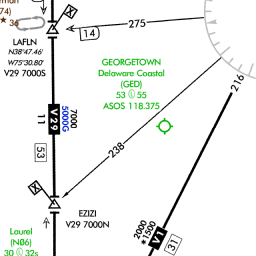 74)
36
275
14
LAFLN
N38°47.46'
W75°30.80'
V29 7000S
GEORGETOWN
Delaware Coastal
(GED)
53 55
ASOS 118.375
216
7000
5000G
V29
11
53
238
EZIZI
V29 7000N
Laurel
(N06)
30 32s
2000
*1500
V1
31